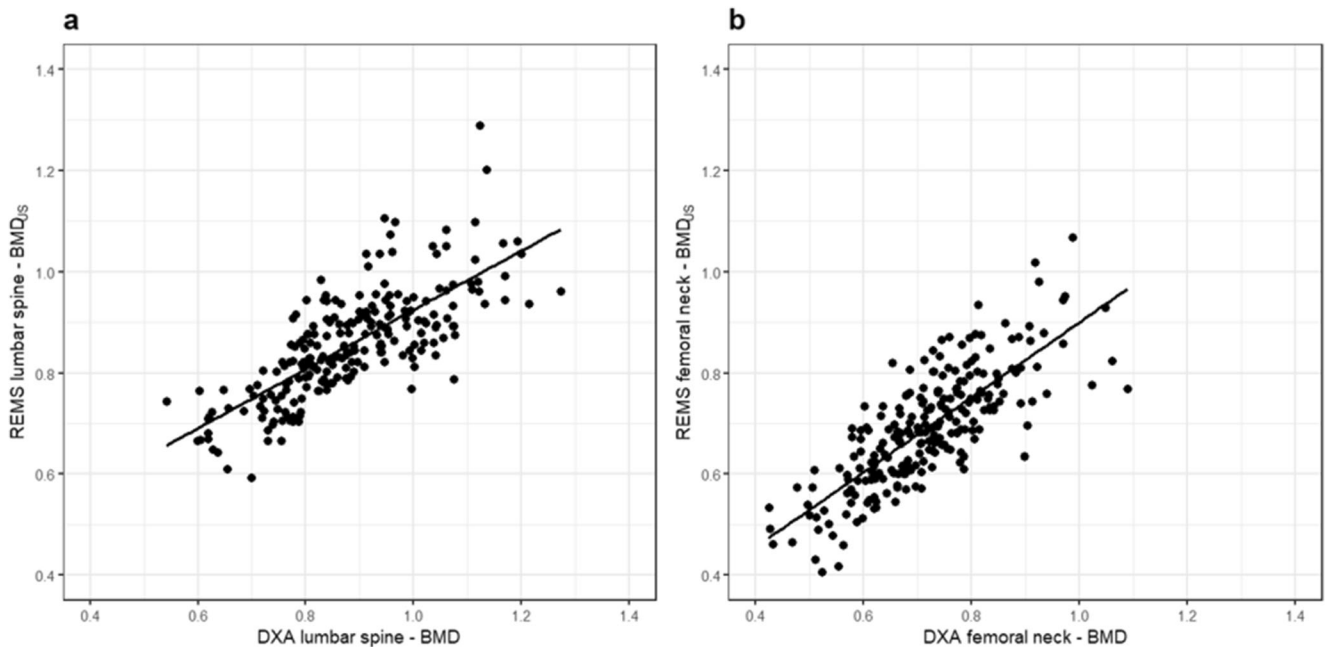 a
1.4
1.2
1.0
0.8
0.6
0.4
REMS lumbar spine - BMDUS
0.4 0.6 0.8 1.0 1.2 1.4
DXA lumbar spine - BMD
b
1.4
1.2
1.0
0.8
0.6
0.4
REMS femoral neck - BMDUS
0.4 0.6 0.8 1.0 1.2 1.4
DXA femoral neck - BMD